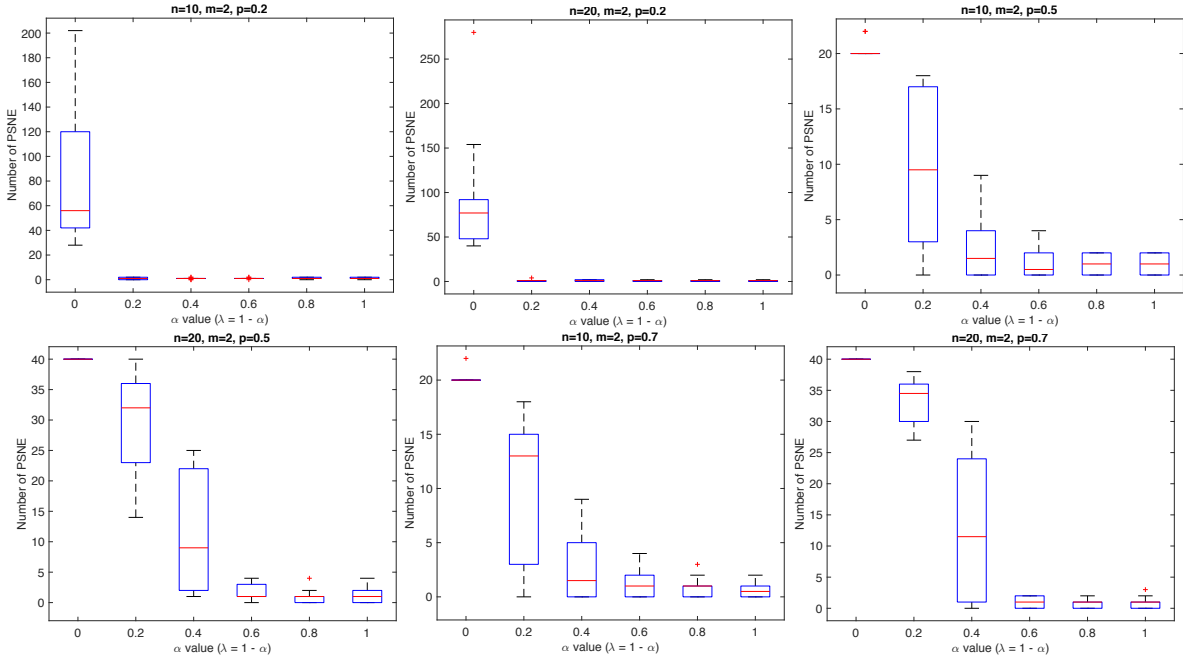 n=10, m=2, p=0.2
Number of PSNE
200
180
160
140
120
100
80
60
40
20
0
0 0.2 0.4 0.6 0.8 1
α value (λ = 1 - α)
n=20, m=2, p=0.2
Number of PSNE
250
200
150
100
50
0
0 0.2 0.4 0.6 0.8 1
α value (λ = 1 - α)
n=10, m=2, p=0.5
Number of PSNE
20
15
10
5
0
0 0.2 0.4 0.6 0.8 1
α value (λ = 1 - α)
n=20, m=2, p=0.5
Number of PSNE
40
35
30
25
20
15
10
5
0
0 0.2 0.4 0.6 0.8 1
α value (λ = 1 - α)
n=10, m=2, p=0.7
Number of PSNE
20
15
10
5
0
0 0.2 0.4 0.6 0.8 1
α value (λ = 1 - α)
n=20, m=2, p=0.7
Number of PSNE
40
35
30
25
20
15
10
5
0
0 0.2 0.4 0.6 0.8 1
α value (λ = 1 - α)